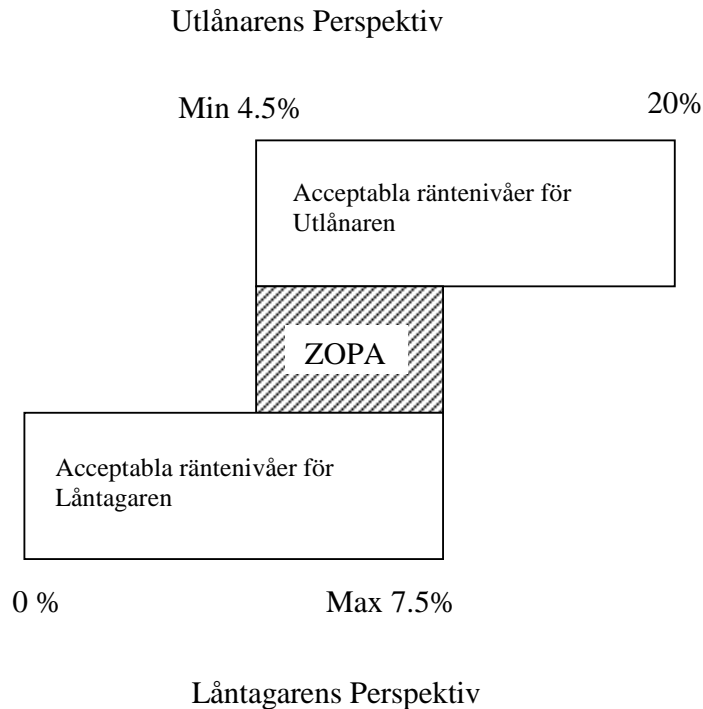 Utlånarens Perspektiv
Min 4.5%
20%
Acceptabla räntenivåer för
Utlånaren
ZOPA
Acceptabla räntenivåer för
Låntagaren
0 %
Max 7.5%
Låntagarens Perspektiv